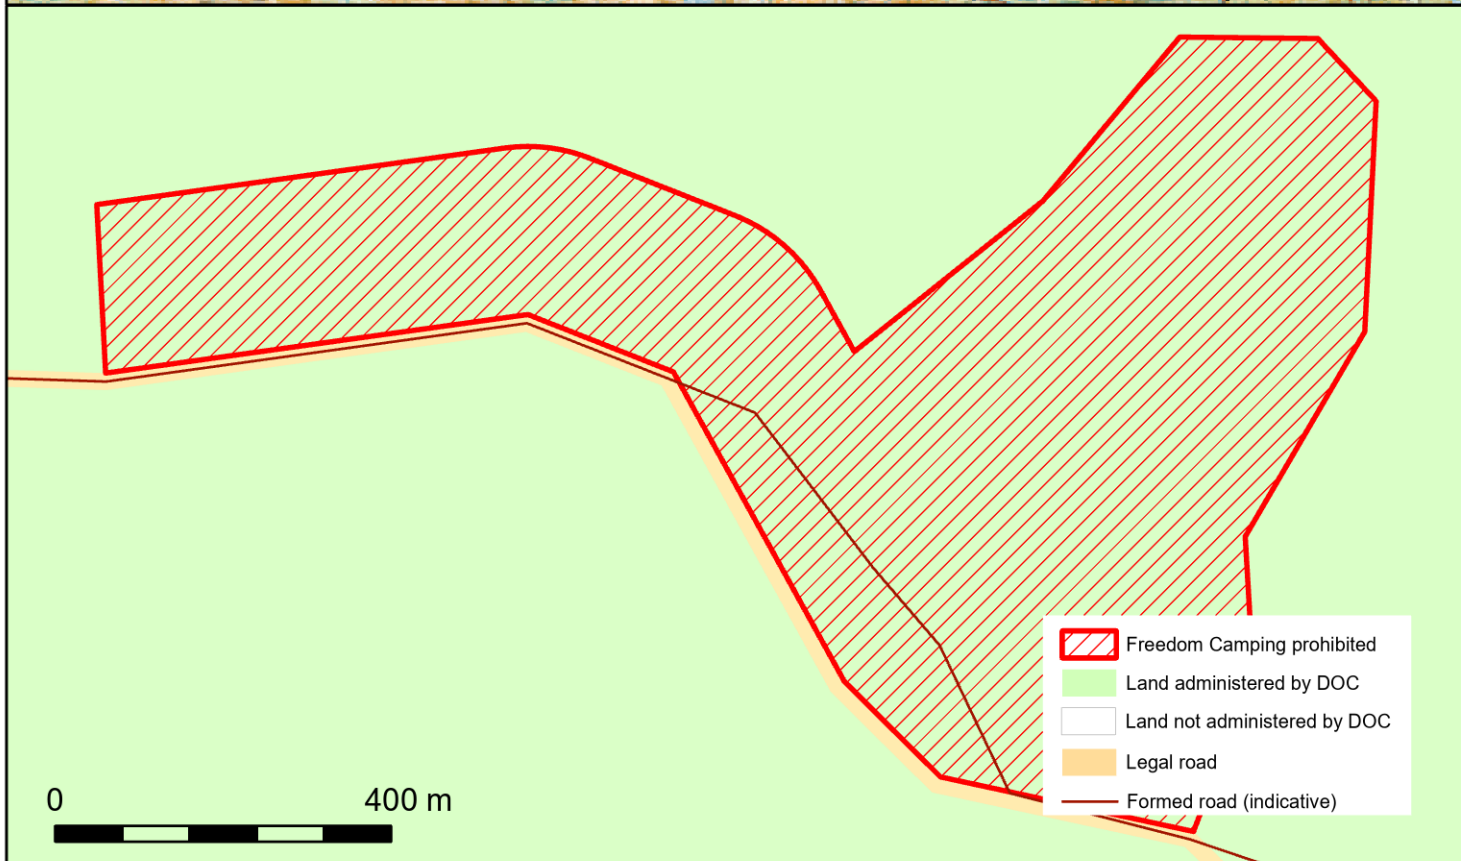 Freedom Camping prohibited
Land administered by DOC
Land not administered by DOC
Legal road
Formed road (indicative)
0 400 m